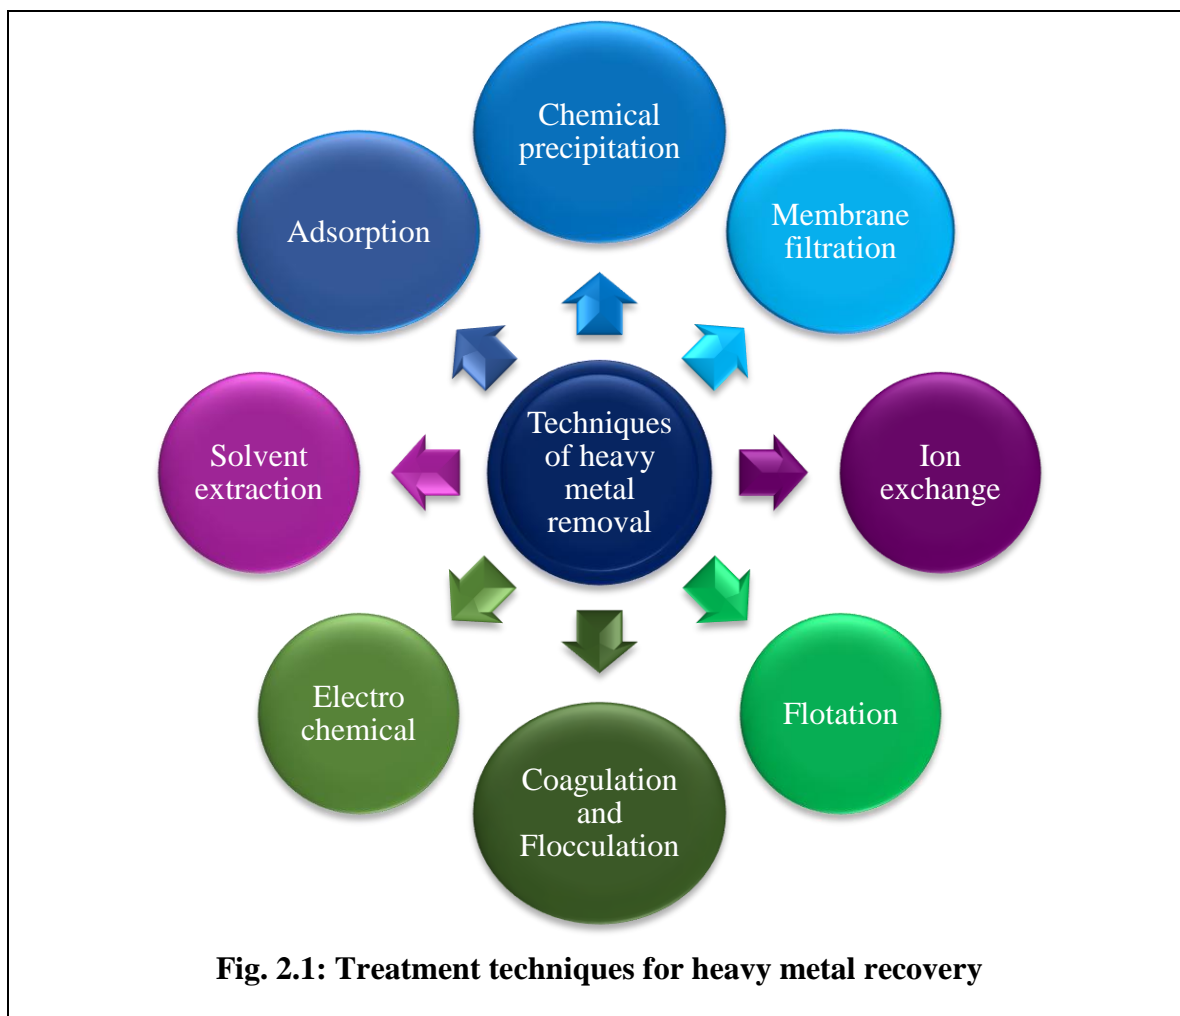 Chemical
precipitation
Membrane
filtration
Ion
exchange
Flotation
Coagulation
and
Flocculation
Electro
chemical
Solvent
extraction
Adsorption
Techniques
of heavy
metal
removal
Fig. 2.1: Treatment techniques for heavy metal recovery